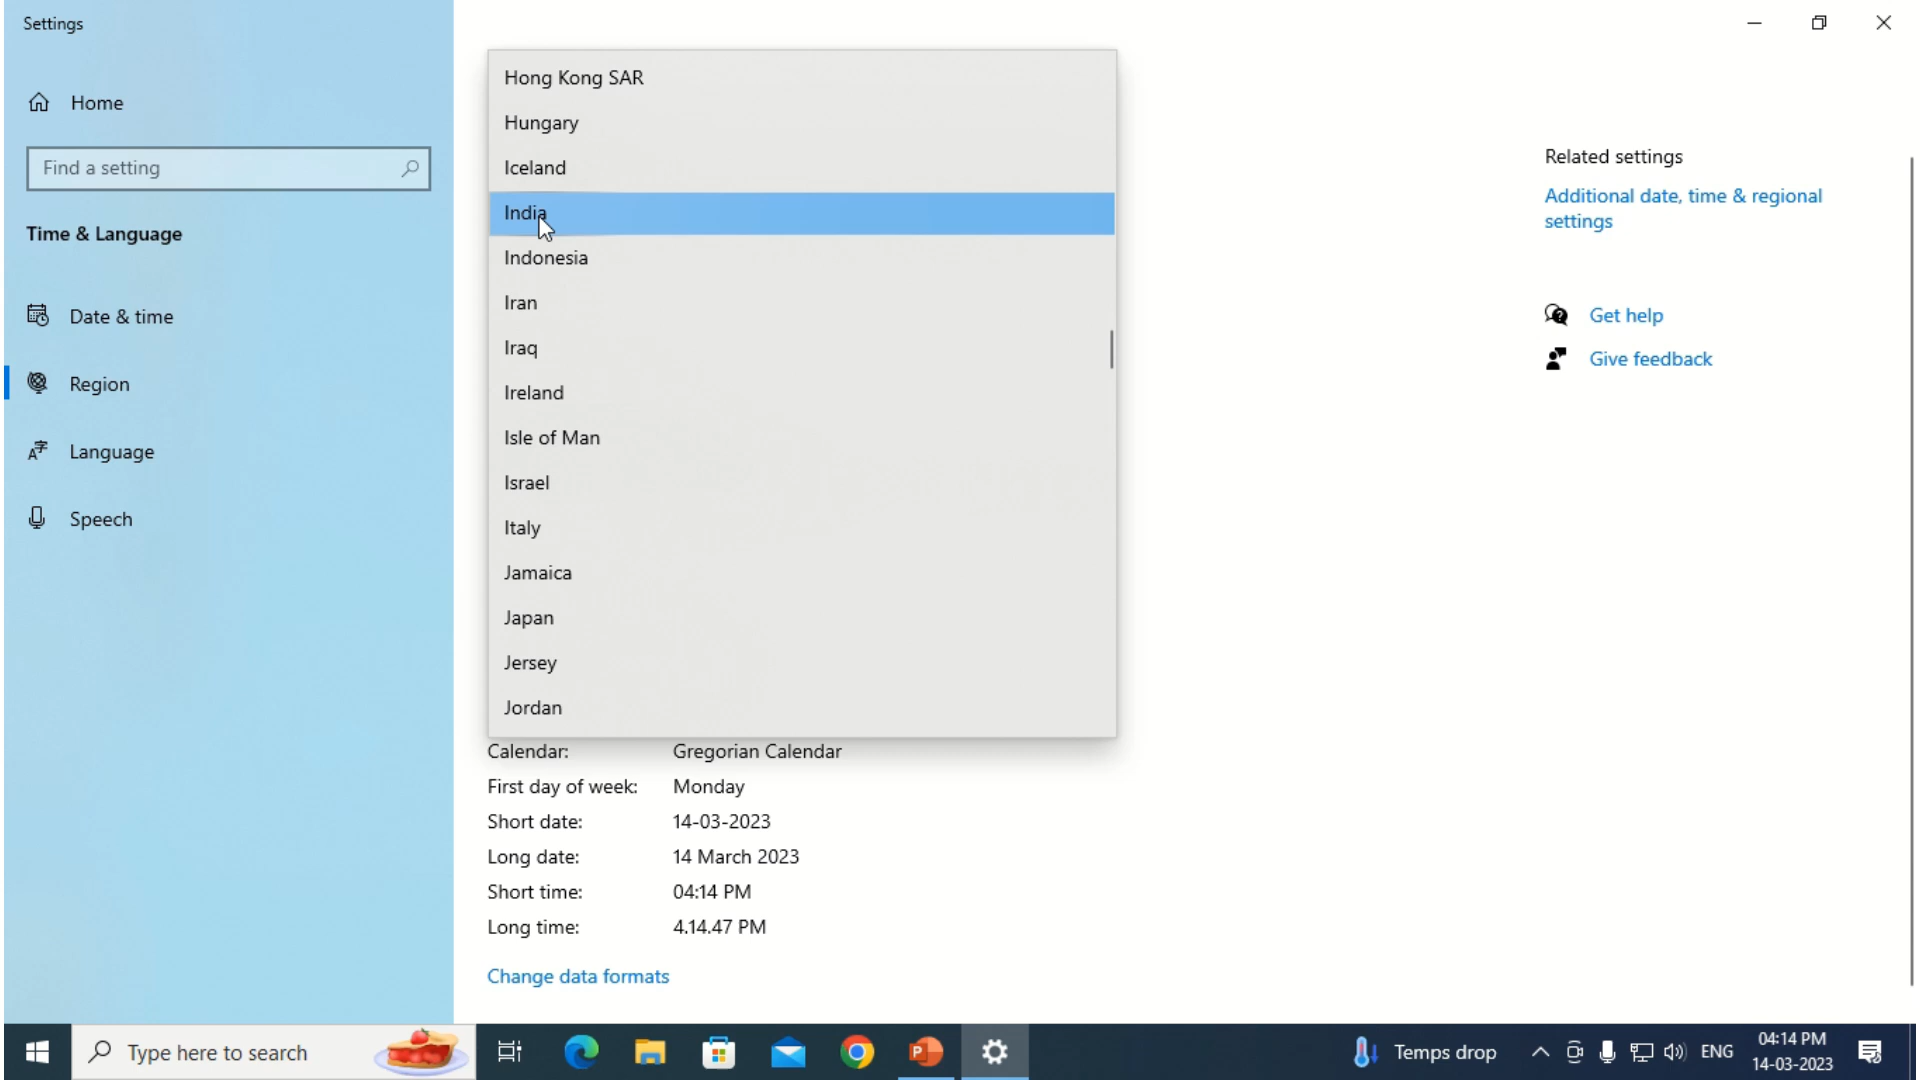 Settings
Home
Find a setting
Time & Language
Date & time
Region
Language
Speech
Hong Kong SAR
Hungary
Iceland
India
Indonesia
Iran
Iraq
Ireland
Isle of Man
Israel
Italy
Jamaica
Japan
Jersey
Jordan
Calendar: Gregorian Calendar
First day of week: Monday
Short date: 14-03-2023
Long date: 14 March 2023
Short time: 04:14 PM
Long time: 4.14.47 PM
Change data formats
Related settings
Additional date, time & regional
settings
Get help
Give feedback
Type here to search
Temps drop
ENG
04:14 PM
14-03-2023